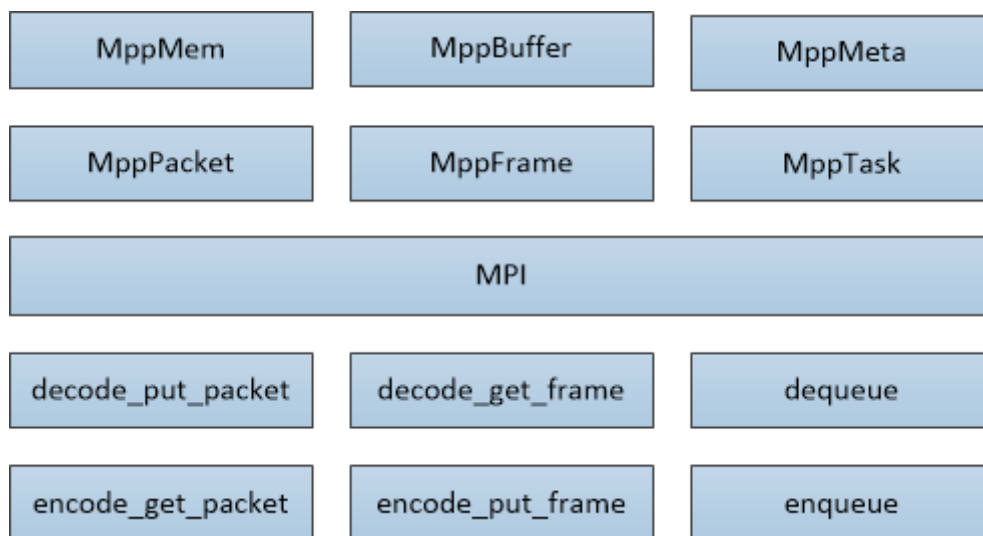 MppMem
MppBuffer
MppMeta
MppPacket
MppFrame
MppTask
MPI
decode_put_packet
decode_get_frame
dequeue
encode_get_packet
encode_put_frame
enqueue